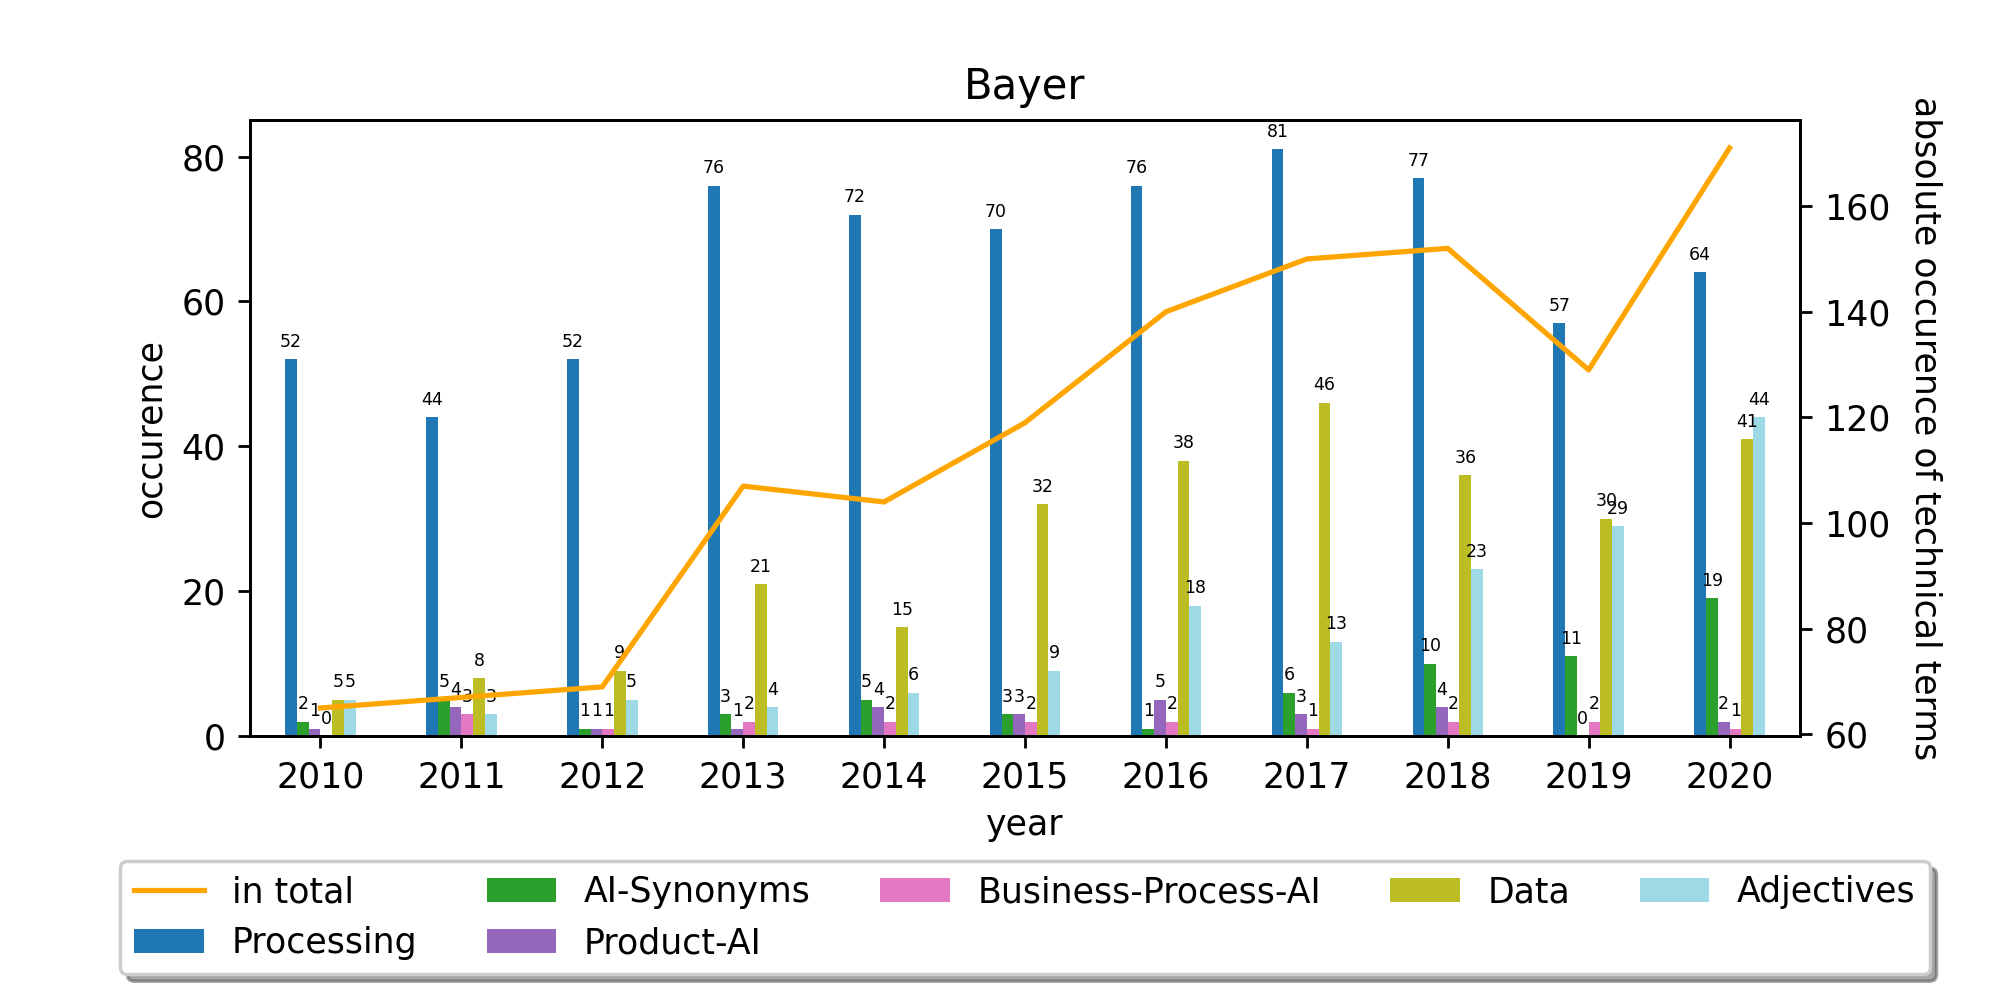 Bayer
occurence
80
60
40
20
0
absolute occurence of technical terms
160
140
120
100
80
60
52 2 1 0 5 5
44 5 4 3 8 3
52 1 1 1 9 5
76 3 1 2 21 4
72 5 4 2 15 6
70 3 3 2 32 9
76 1 5 2 38 18
81 6 3 1 46 13
77 10 4 2 36 23
57 11 0 2 30 29
64 19 2 1 41 44
2010 2011 2012 2013 2014 2015 2016 2017 2018 2019 2020
year
in total AI-Synonyms Business-Process-AI Data Adjectives
Processing Product-AI